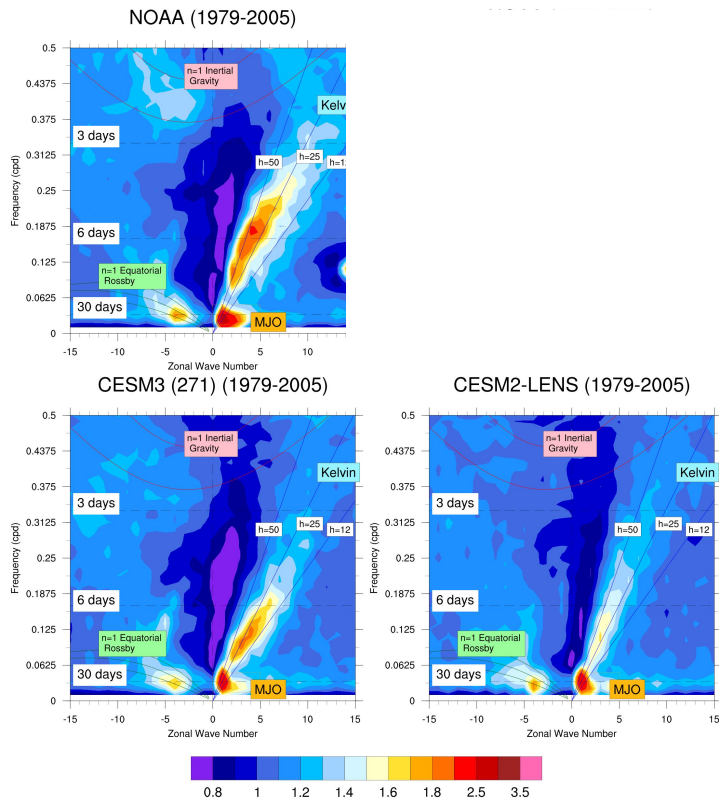 NOAA (1979-2005)
0.5
0.4375
0.375
0.3125
0.25
0.1875
0.125
0.0625
0
Frequency (cpd)
n=1 Inertial
Gravity
Kelv
3 days
h=50
h=25
h=1
6 days
n=1 Equatorial
Rossby
30 days
MJO
-15 -10 -5 0 5 10
Zonal Wave Number
CESM3 (271) (1979-2005)
0.5
0.4375
0.375
0.3125
0.25
0.1875
0.125
0.0625
0
Frequency (cpd)
n=1 Inertial
Gravity
Kelvin
3 days
h=50
h=25
h=12
6 days
n=1 Equatorial
Rossby
30 days
MJO
-15 -10 -5 0 5 10 15
Zonal Wave Number
CESM2-LENS (1979-2005)
0.5
0.4375
0.375
0.3125
0.25
0.1875
0.125
0.0625
0
Frequency (cpd)
n=1 Inertial
Gravity
Kelvin
3 days
h=50
h=25
h=12
6 days
n=1 Equatorial
Rossby
30 days
MJO
-15 -10 -5 0 5 10 15
Zonal Wave Number
0.8 1 1.2 1.4 1.6 1.8 2.2 2.5 3.5